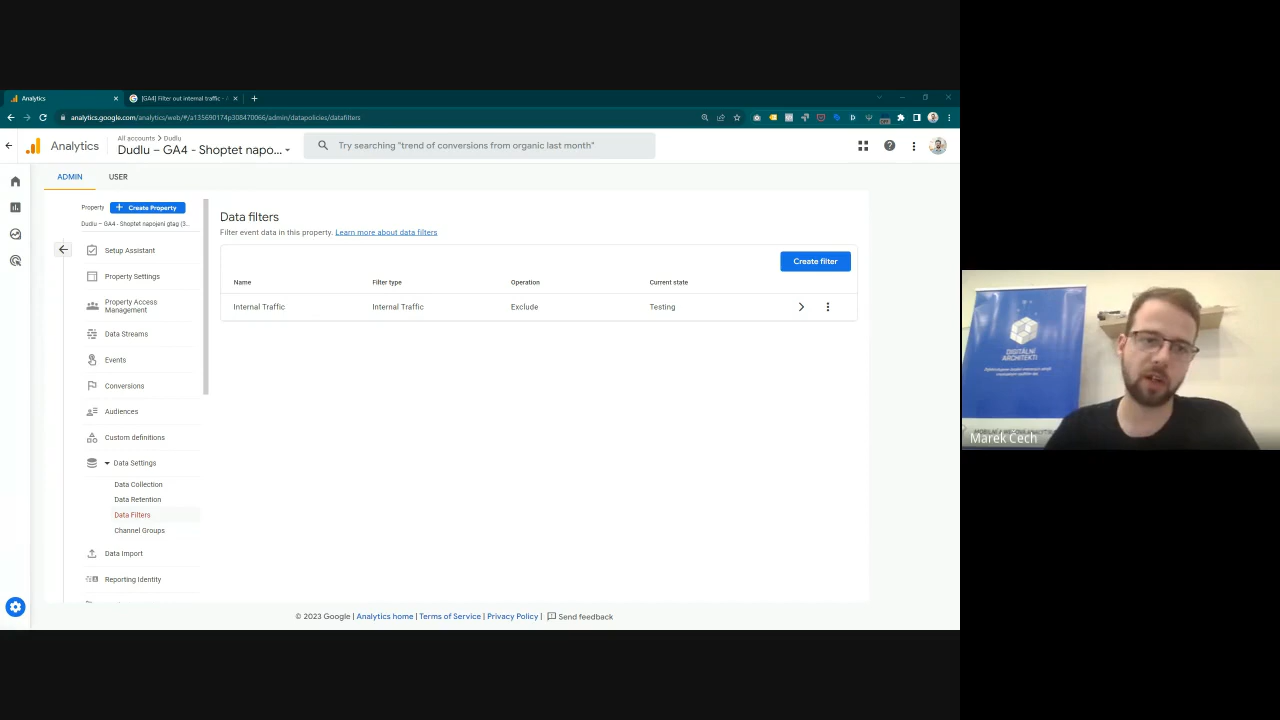 Analytics
[GA4] Filter out internal traffic - A
analytics.google.com/analytics/web/#/a135690174p308470066/admin/datapolicies/datafilters
All accounts > Dudlu
Analytics
Dudlu – GA4 - Shoptet napo...
Try searching "trend of conversions from organic last month"
ADMIN
USER
Property
Create Property
Dudlu – GA4 - Shoptet napojení gtag (3...
Setup Assistant
Property Settings
Property Access
Management
Data Streams
Events
Conversions
Audiences
Custom definitions
Data Settings
Data Collection
Data Retention
Data Filters
Channel Groups
Data Import
Reporting Identity
Data filters
Filter event data in this property. Learn more about data filters
Create filter
Name Filter type Operation Current state
Internal Traffic Internal Traffic Exclude Testing
© 2023 Google | Analytics home | Terms of Service | Privacy Policy | Send feedback
DIGITÁLNÍ
ARCHITEKTI
Marek Cech